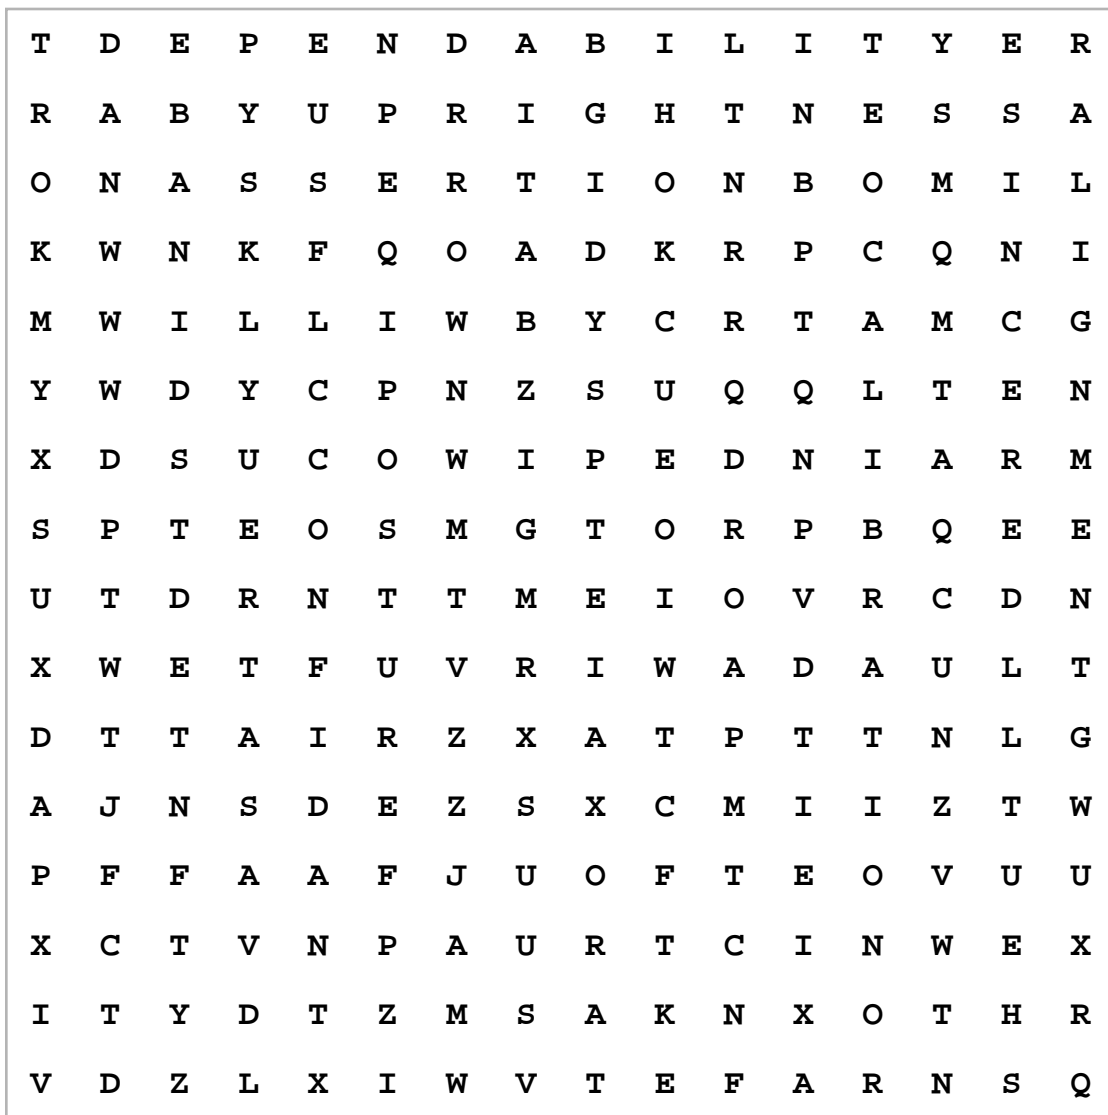 T D E P E N D A B I L I T Y E R
R A B Y U P R I G H T N E S S A
O N A S S E R T I O N B O M I L
K W N K F Q O A D K R P C Q N I
M W I L L I W B Y C R T A M C G
Y W D Y C P N Z S U Q Q L T E N
X D S U C O W I P E D N I A R M
S P T E O S M G T O R P B Q E E
U T D R N T T M E I O V R C D N
X W E T F U V R I W A D A U L T
D T T A I R Z X A T P T T N L G
A J N S D E Z S X C M I I Z T W
P F F A A F J U O F T E O V U U
X C T V N P A U R T C I N W E X
I T Y D T Z M S A K N X O T H R
V D Z L X I W V T E F A R N S Q